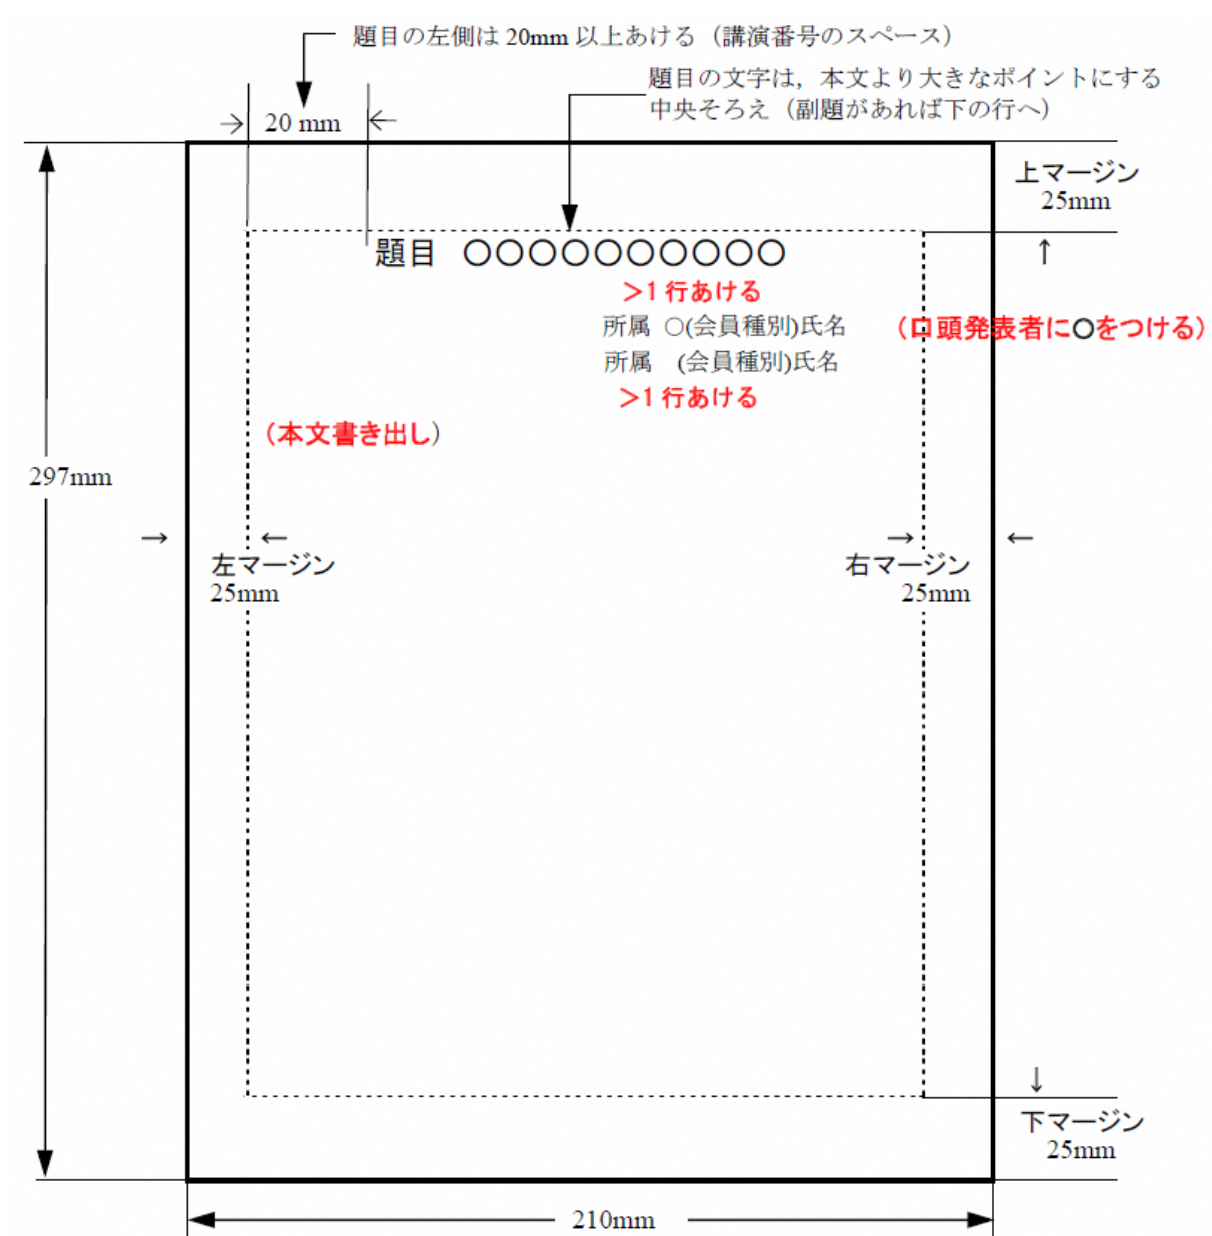 題目の左側は 20mm 以上あける（講演番号のスペース）
題目の文字は，本文より大きなポイントにする
中央そろえ（副題があれば下の行へ）
20 mm
上マージン
25mm
題目　○○○○○○○○○○
＞1 行あける
所属 ○(会員種別)氏名
（口頭発表者に○をつける）
所属　(会員種別)氏名
＞1 行あける
（本文書き出し）
297mm
左マージン
25mm
右マージン
25mm
下マージン
25mm
210mm